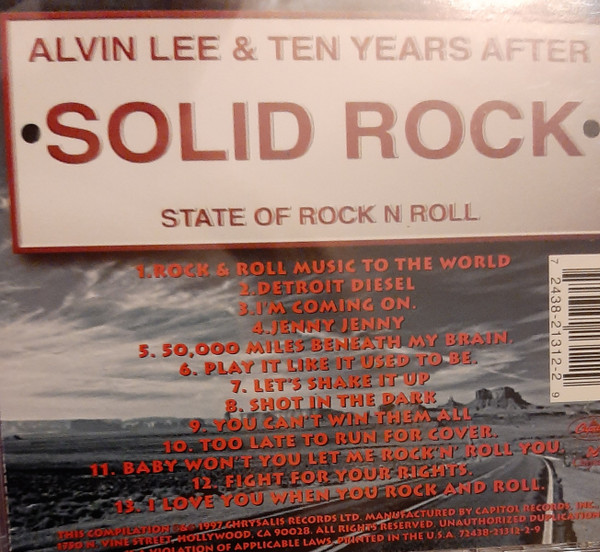 ALVIN LEE & TEN YEARS AFTER
SOLID ROCK
STATE OF ROCK N ROLL
1.ROCK & ROLL MUSIC TO THE WORLD
2.DETROIT DIESEL
3.I'M COMING ON.
4.JENNY JENNY
5. 50,000 MILES BENEATH MY BRAIN.
6. PLAY IT LIKE IT USED TO BE.
7. LET'S SHAKE IT UP
8. SHOT IN THE DARK
9. YOU CAN'T WIN THEM ALL
10. TOO LATE TO RUN FOR COVER.
11. BABY WON'T YOU LET ME ROCK'N' ROLL YOU.
12. FIGHT FOR YOUR RIGHTS.
13. I LOVE YOU WHEN YOU ROCK AND ROLL.
7 2438-21312-2 9
THIS COMPILATION ℗&© 1997 CHRYSALIS RECORDS LTD. MANUFACTURED BY CAPITOL RECORDS, INC.
1750 N. VINE STREET, HOLLYWOOD, CA 90028. ALL RIGHTS RESERVED. UNAUTHORIZED DUPLICATION
VIOLATION OF APPLICABLE LAWS. PRINTED IN THE U.S.A. 72438-21312-2-9